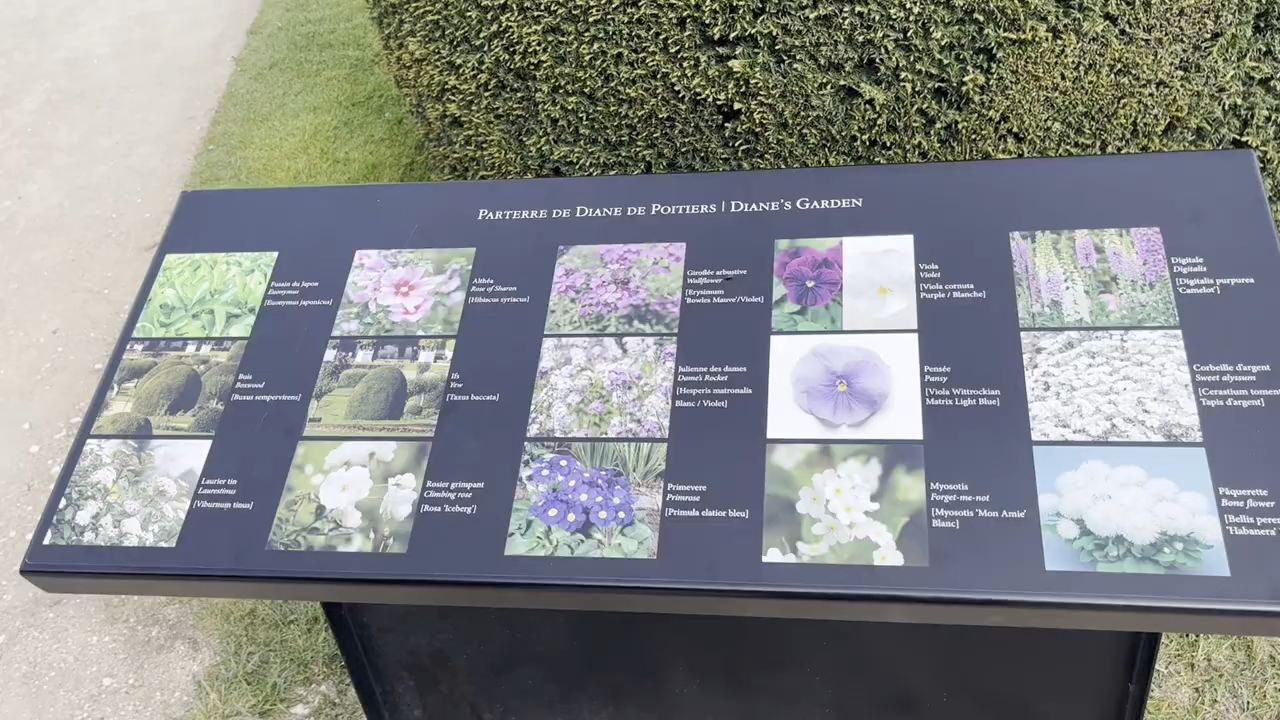 PARTERRE DE DIANE DE POITIERS | DIANE'S GARDEN
Fusain du Japon
Euonymus
[Euonymus japonicus]
Buis
Boxwood
[Buxus sempervirens]
Laurier tin
Laurestinus
[Viburnum tinus]
Althéa
Rose of Sharon
[Hibiscus syriacus]
Ifs
Yew
[Taxus baccata]
Rosier grimpant
Climbing rose
[Rosa 'Iceberg']
Giroflée arbustive
Wallflower
[Erysimum
'Bowles Mauve'/Violet]
Julienne des dames
Dame's Rocket
[Hesperis matronalis
Blanc / Violet]
Primevere
Primrose
[Primula elatior bleu]
Viola
Violet
[Viola cornuta
Purple / Blanche]
Pensée
Pansy
[Viola Wittrockian
Matrix Light Blue]
Myosotis
Forget-me-not
[Myosotis 'Mon Amie'
Blanc]
Digitale
Digitalis
[Digitalis purpurea
'Camelot']
Corbeille d'argent
Sweet alyssum
[Cerastium tomen
Tapis d'argent]
Pâquerette
Bone flower
[Bellis peren
'Habanera'